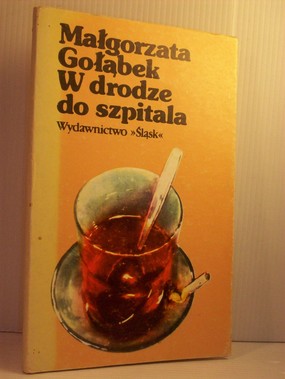 Małgorzata
Gołąbek
W drodze
do szpitala
Wydawnictwo »Śląsk«